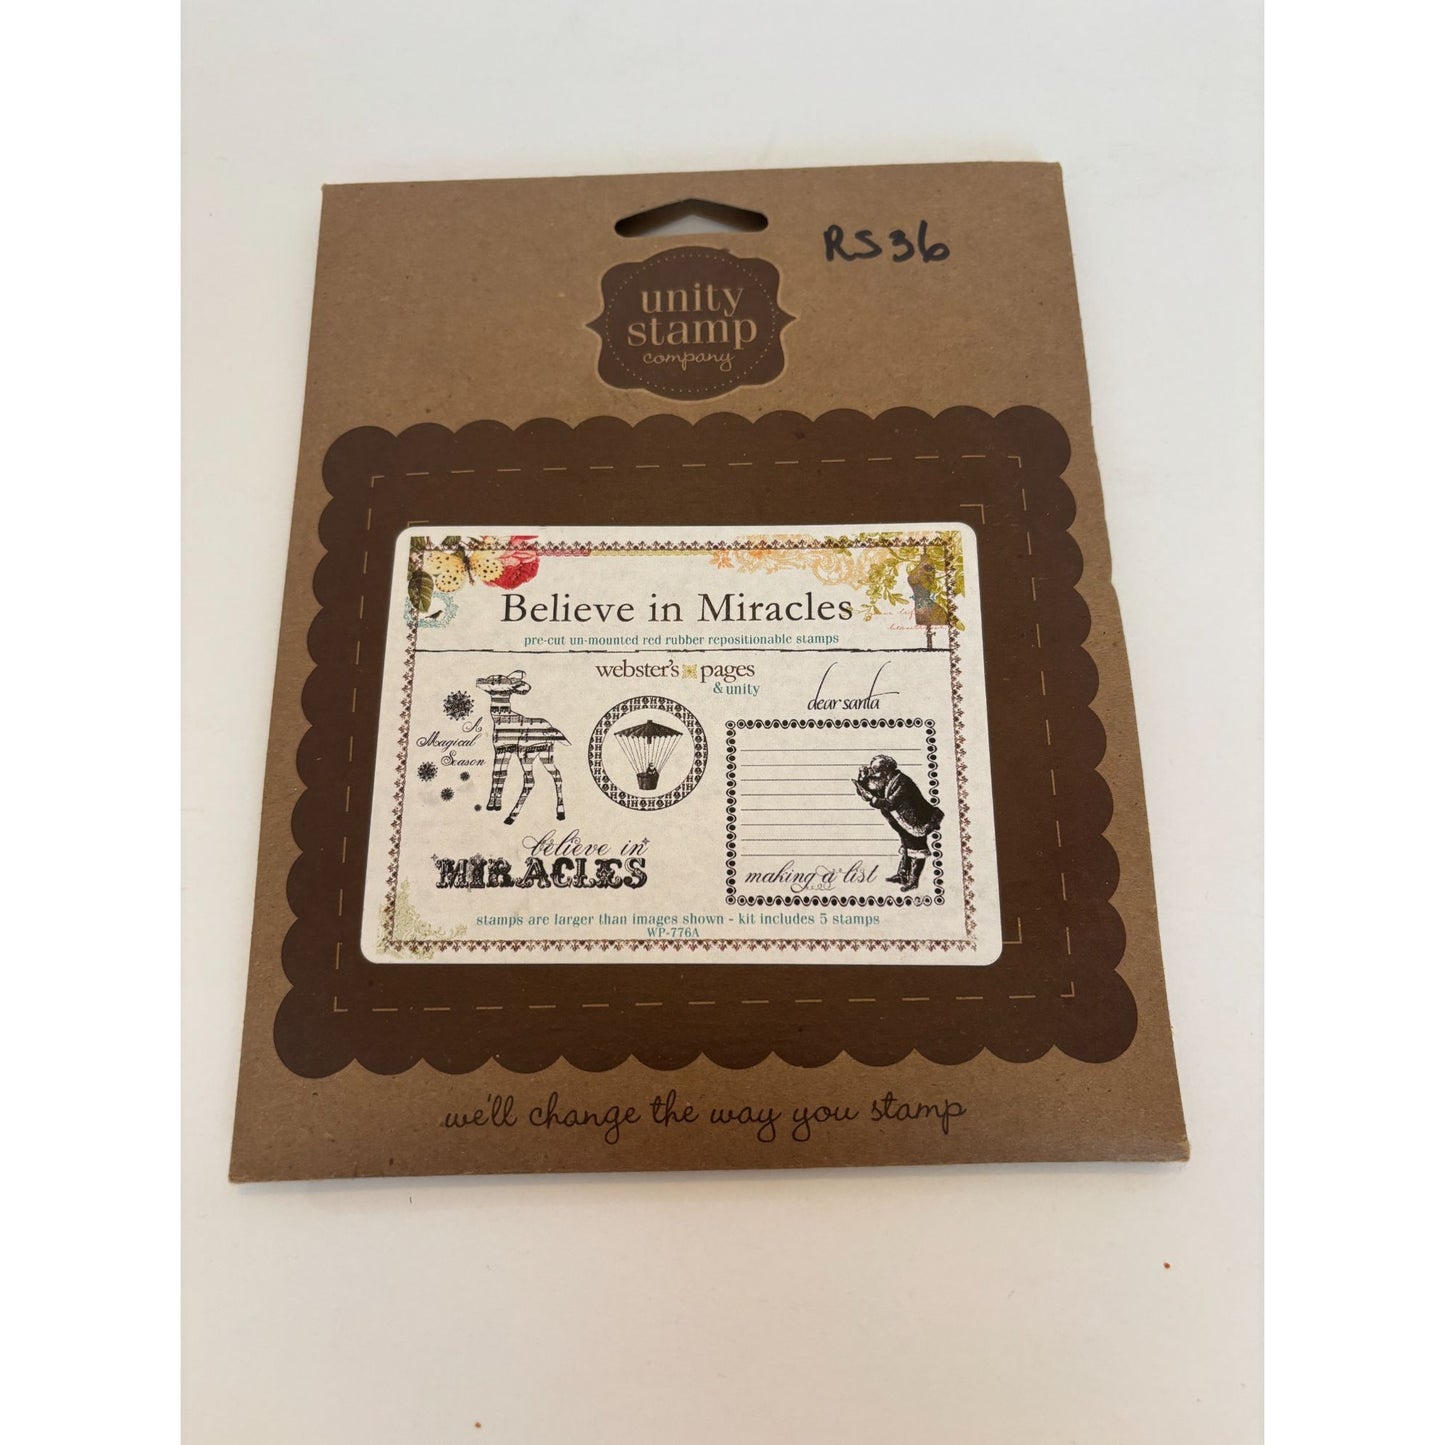 RS36
unity
stamp
company
Believe in Miracles
pre-cut un-mounted red rubber repositionable stamps
webster's pages
& unity
dear santa
A
Magical
Season
believe in
MIRACLES
making a list
stamps are larger than images shown - kit includes 5 stamps
WP-776A
we'll change the way you stamp